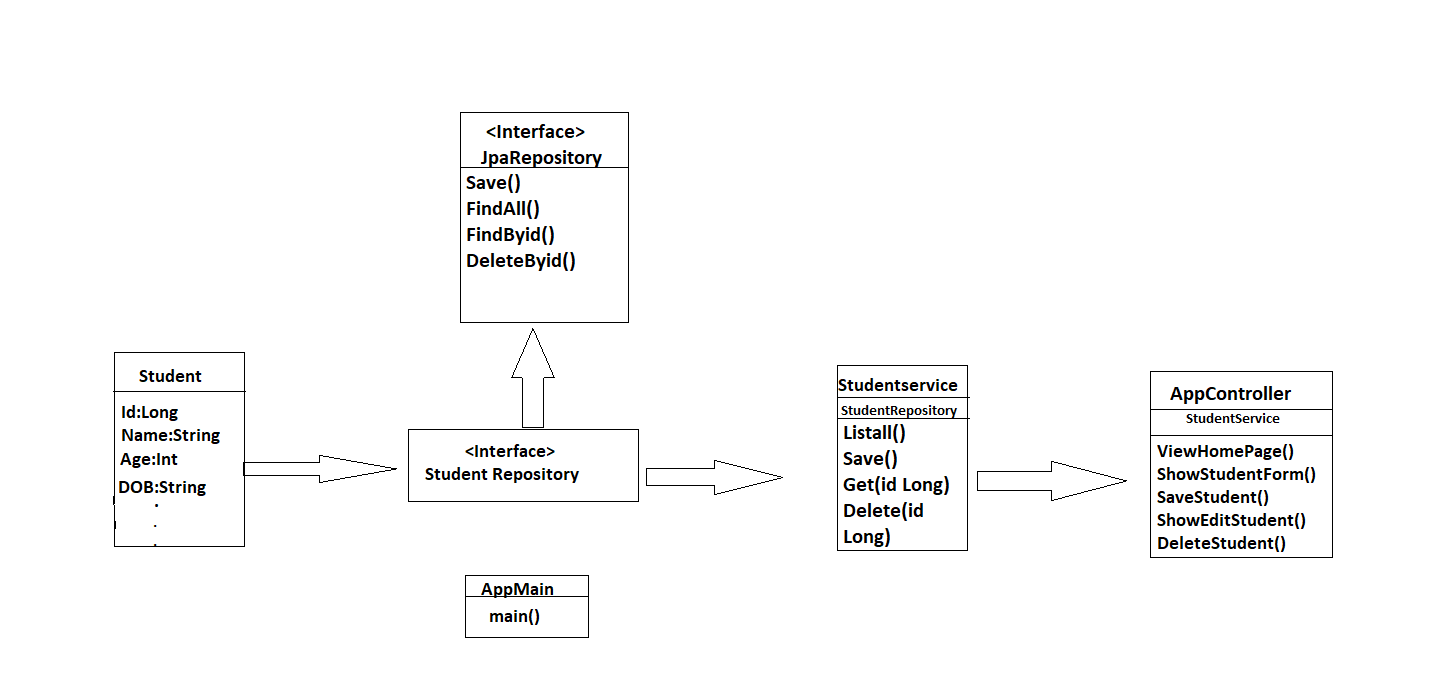 <Interface>
JpaRepository
Save()
FindAll()
FindByid()
DeleteByid()
Student
Id:Long
Name:String
Age:Int
DOB:String
.
.
.
<Interface>
Student Repository
Studentservice
StudentRepository
Listall()
Save()
Get(id Long)
Delete(id
Long)
AppController
StudentService
ViewHomePage()
ShowStudentForm()
SaveStudent()
ShowEditStudent()
DeleteStudent()
AppMain
main()